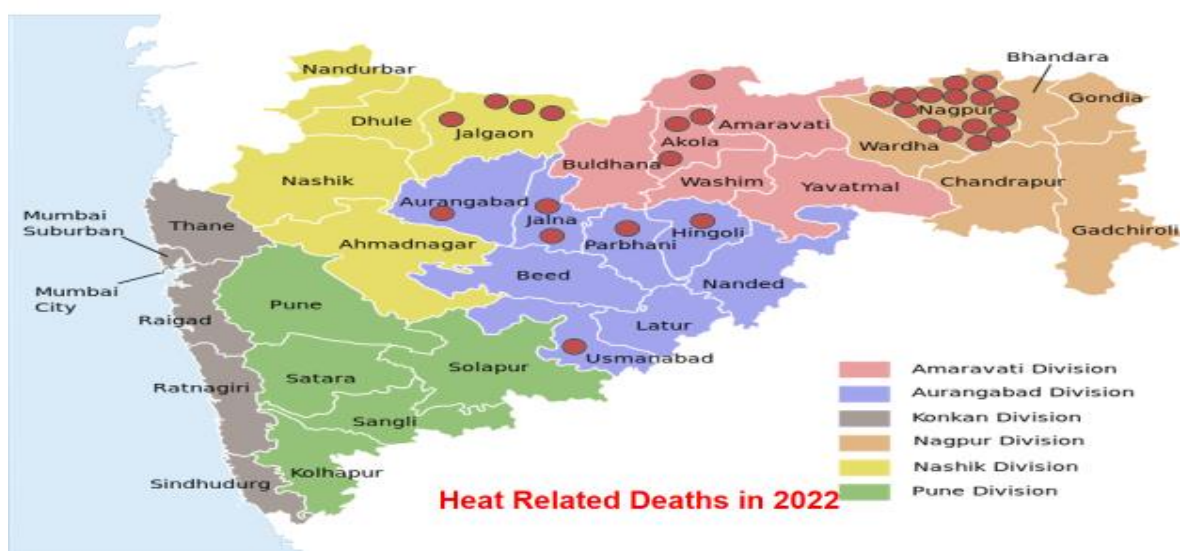 Nandurbar
Bhandara
Dhule
Jalgaon
Nagpur
Gondia
Akola
Amaravati
Wardha
Buldhana
Nashik
Washim
Yavatmal
Chandrapur
Aurangabad
Mumbai
Suburban
Thane
Jalna
Parbhani
Hingoli
Gadchiroli
Ahmadnagar
Beed
Nanded
Mumbai
City
Pune
Raigad
Latur
Usmanabad
Solapur
Satara
Ratnagiri
Sangli
Kolhapur
Sindhudurg
Amaravati Division
Aurangabad Division
Konkan Division
Nagpur Division
Nashik Division
Pune Division
Heat Related Deaths in 2022